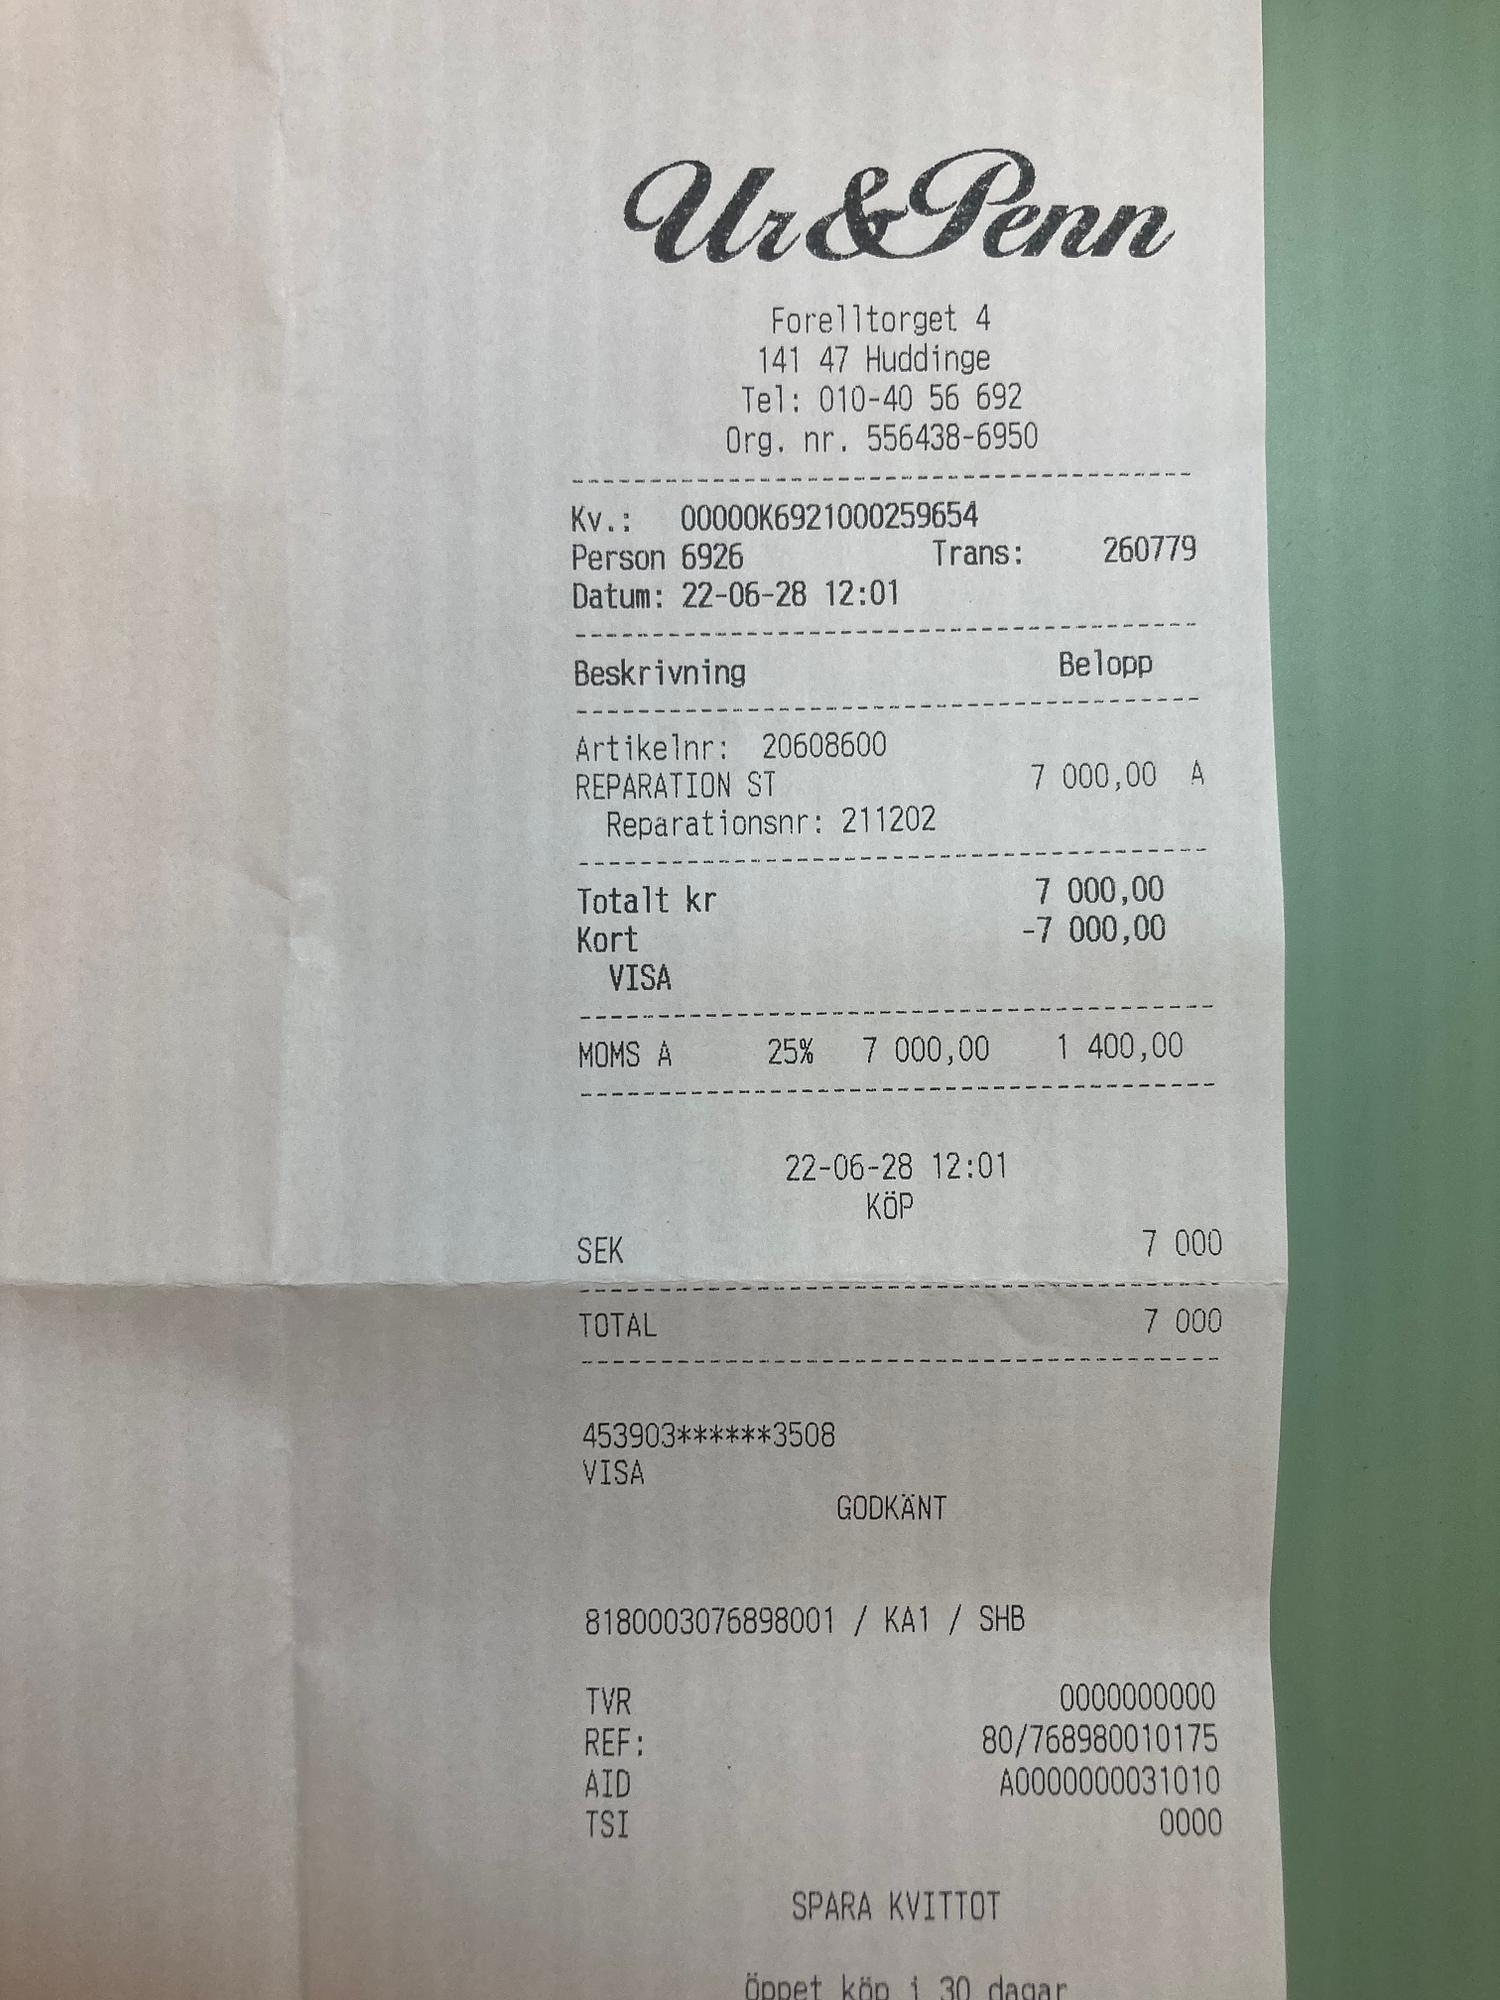 Ur&Penn
Forelltorget 4
141 47 Huddinge
Tel: 010-40 56 692
Org. nr. 556438-6950
Kv.: 00000K6921000259654
Person 6926 Trans: 260779
Datum: 22-06-28 12:01
Beskrivning Belopp
Artikelnr: 20608600
REPARATION ST 7 000,00 A
Reparationsnr: 211202
Totalt kr 7 000,00
Kort -7 000,00
VISA
MOMS A 25% 7 000,00 1 400,00
22-06-28 12:01
KÖP
SEK 7 000
TOTAL 7 000
453903******3508
VISA
GODKÄNT
8180003076898001 / KA1 / SHB
TVR 0000000000
REF: 80/768980010175
AID A0000000031010
TSI 0000
SPARA KVITTOT
Öppet köp i 30 dagar